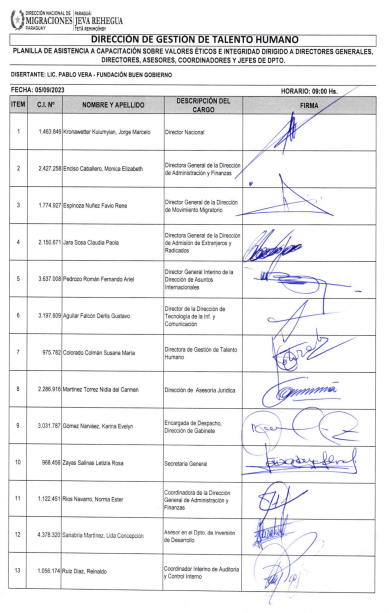 DIRECCIÓN NACIONAL DE
MIGRACIONES
PARAGUAY
PARAGUÁI
JEVA REHEGUA
TETÃ REMIMOĨMBY
DIRECCIÓN DE GESTIÓN DE TALENTO HUMANO
PLANILLA DE ASISTENCIA A CAPACITACIÓN SOBRE VALORES ÉTICOS E INTEGRIDAD DIRIGIDO A DIRECTORES GENERALES,
DIRECTORES, ASESORES, COORDINADORES Y JEFES DE DPTO.
DISERTANTE: LIC. PABLO VERA - FUNDACIÓN BUEN GOBIERNO
FECHA: 05/09/2023 HORARIO: 09:00 Hs.
ITEM C.I. Nº NOMBRE Y APELLIDO DESCRIPCIÓN DEL CARGO FIRMA
1 1.463.846 Kronawetter Kulumyian, Jorge Marcelo Director Nacional
2 2.427.258 Enciso Caballero, Monica Elizabeth Directora General de la Dirección
de Administración y Finanzas
3 1.774.927 Espinoza Nuñez Favio Rene Director General de la Dirección
de Movimiento Migratorio
4 2.150.671 Jara Sosa Claudia Paola Directora General de la Dirección
de Admisión de Extranjeros y
Radicados
5 3.637.008 Pedrozo Román Fernando Ariel Director General Interino de la
Dirección de Asuntos
Internacionales
6 3.197.809 Aguilar Falcón Derlis Gustavo Director de la Dirección de
Tecnología de la Inf. y
Comunicación
7 975.782 Colorado Colmán Susana María Directora de Gestión de Talento
Humano
8 2.286.916 Martinez Torrez Nidia del Carmen Dirección de Asesoría Jurídica
9 3.031.787 Gómez Narvaez, Karina Evelyn Encargada de Despacho,
Dirección de Gabinete
10 968.456 Zayas Salinas Letizia Rosa Secretaria General
11 1.122.451 Rios Navarro, Norma Ester Coordinadora de la Dirección
General de Administración y
Finanzas
12 4.378.320 Sanabria Martínez, Lida Concepción Asesor en el Dpto. de Inversión
de Desarrollo
13 1.056.174 Ruiz Diaz, Reinaldo Coordinador Interino de Auditoría
y Control Interno